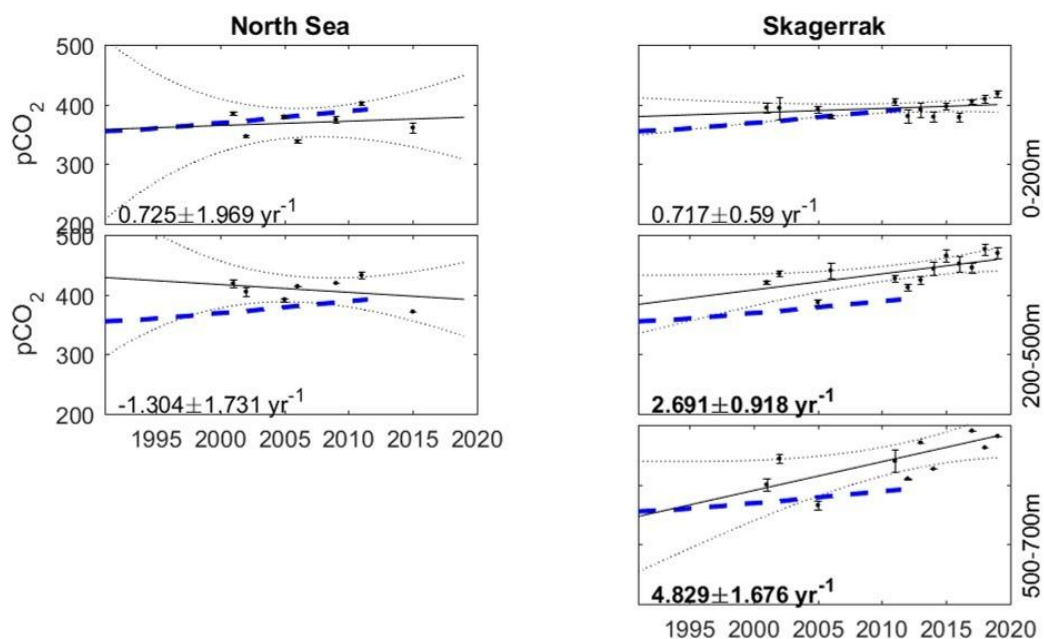 North Sea
Skagerrak
500
400
300
200
pCO2
0.725±1.969 yr-1
0.717±0.59 yr-1
0-200m
500
400
300
200
pCO2
-1.304±1.731 yr-1
2.691±0.918 yr-1
200-500m
1995 2000 2005 2010 2015 2020
4.829±1.676 yr-1
500-700m
1995 2000 2005 2010 2015 2020